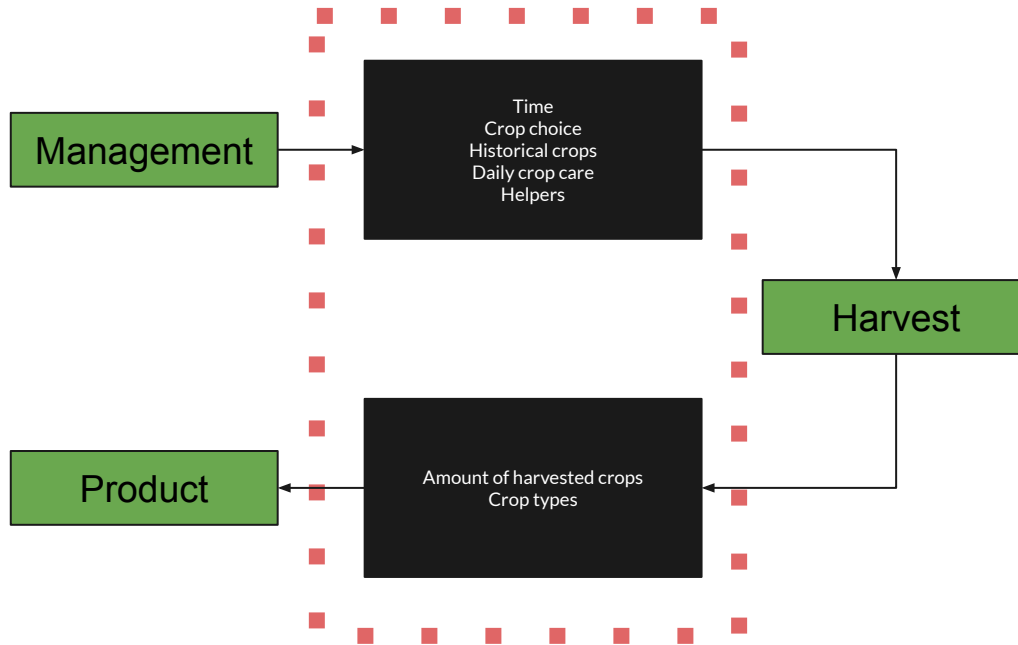 Management
Time
Crop choice
Historical crops
Daily crop care
Helpers
Harvest
Amount of harvested crops
Crop types
Product